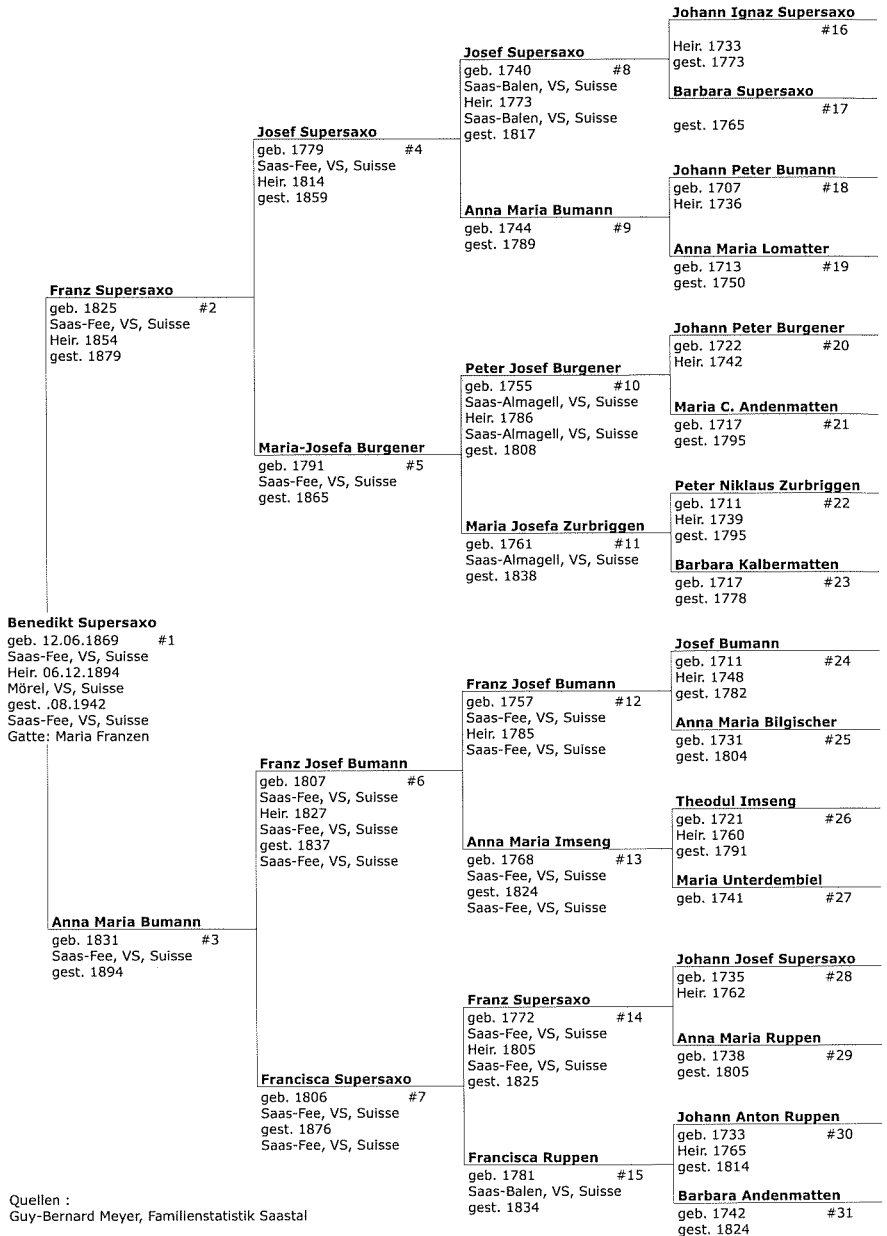 Benedikt Supersaxo
geb. 12.06.1869 #1
Saas-Fee, VS, Suisse
Heir. 06.12.1894
Mörel, VS, Suisse
gest. .08.1942
Saas-Fee, VS, Suisse
Gatte: Maria Franzen
Franz Supersaxo
geb. 1825 #2
Saas-Fee, VS, Suisse
Heir. 1854
gest. 1879
Anna Maria Bumann
geb. 1831 #3
Saas-Fee, VS, Suisse
gest. 1894
Josef Supersaxo
geb. 1779 #4
Saas-Fee, VS, Suisse
Heir. 1814
gest. 1859
Maria-Josefa Burgener
geb. 1791 #5
Saas-Fee, VS, Suisse
gest. 1865
Franz Josef Bumann
geb. 1807 #6
Saas-Fee, VS, Suisse
Heir. 1827
Saas-Fee, VS, Suisse
gest. 1837
Saas-Fee, VS, Suisse
Francisca Supersaxo
geb. 1806 #7
Saas-Fee, VS, Suisse
gest. 1876
Saas-Fee, VS, Suisse
Josef Supersaxo
geb. 1740 #8
Saas-Balen, VS, Suisse
Heir. 1773
Saas-Balen, VS, Suisse
gest. 1817
Anna Maria Bumann
geb. 1744 #9
gest. 1789
Peter Josef Burgener
geb. 1755 #10
Saas-Almagell, VS, Suisse
Heir. 1786
Saas-Almagell, VS, Suisse
gest. 1808
Maria Josefa Zurbriggen
geb. 1761 #11
Saas-Almagell, VS, Suisse
gest. 1838
Franz Josef Bumann
geb. 1757 #12
Saas-Fee, VS, Suisse
Heir. 1785
Saas-Fee, VS, Suisse
Anna Maria Imseng
geb. 1768 #13
Saas-Fee, VS, Suisse
gest. 1824
Saas-Fee, VS, Suisse
Franz Supersaxo
geb. 1772 #14
Saas-Fee, VS, Suisse
Heir. 1805
Saas-Fee, VS, Suisse
gest. 1825
Francisca Ruppen
geb. 1781 #15
Saas-Balen, VS, Suisse
gest. 1834
Johann Ignaz Supersaxo
#16
Heir. 1733
gest. 1773
Barbara Supersaxo
#17
gest. 1765
Johann Peter Bumann
geb. 1707 #18
Heir. 1736
Anna Maria Lomatter
geb. 1713 #19
gest. 1750
Johann Peter Burgener
geb. 1722 #20
Heir. 1742
Maria C. Andenmatten
geb. 1717 #21
gest. 1795
Peter Niklaus Zurbriggen
geb. 1711 #22
Heir. 1739
gest. 1795
Barbara Kalbermatten
geb. 1717 #23
gest. 1778
Josef Bumann
geb. 1711 #24
Heir. 1748
gest. 1782
Anna Maria Bilgischer
geb. 1731 #25
gest. 1804
Theodul Imseng
geb. 1721 #26
Heir. 1760
gest. 1791
Maria Unterdembiel
geb. 1741 #27
Johann Josef Supersaxo
geb. 1735 #28
Heir. 1762
Anna Maria Ruppen
geb. 1738 #29
gest. 1805
Johann Anton Ruppen
geb. 1733 #30
Heir. 1765
gest. 1814
Barbara Andenmatten
geb. 1742 #31
gest. 1824
Quellen :
Guy-Bernard Meyer, Familienstatistik Saastal